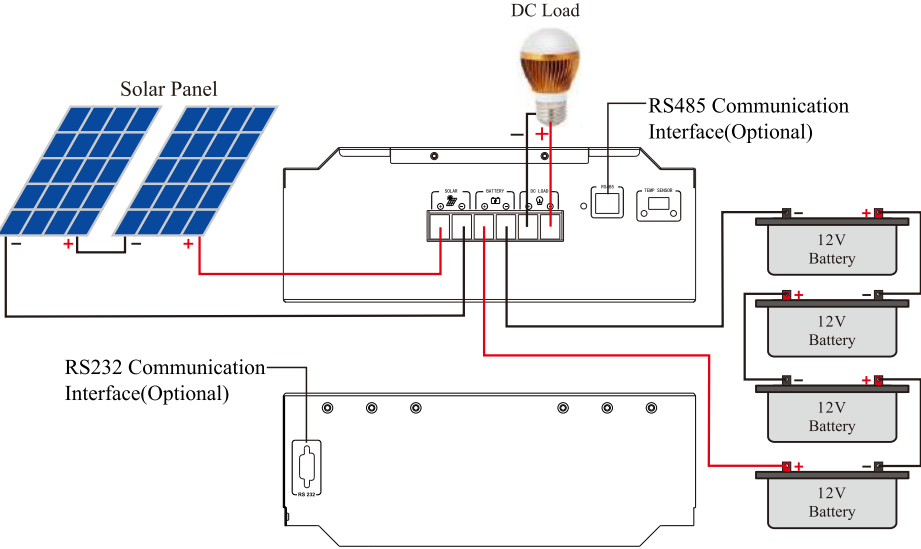 DC Load
Solar Panel
RS485 Communication
Interface(Optional)
− +
SOLAR BATTERY DC LOAD RS485 TEMP SENSOR
− + − +
− +
12V
Battery
+ −
12V
Battery
− +
12V
Battery
+ −
12V
Battery
RS232 Communication
Interface(Optional)
RS 232